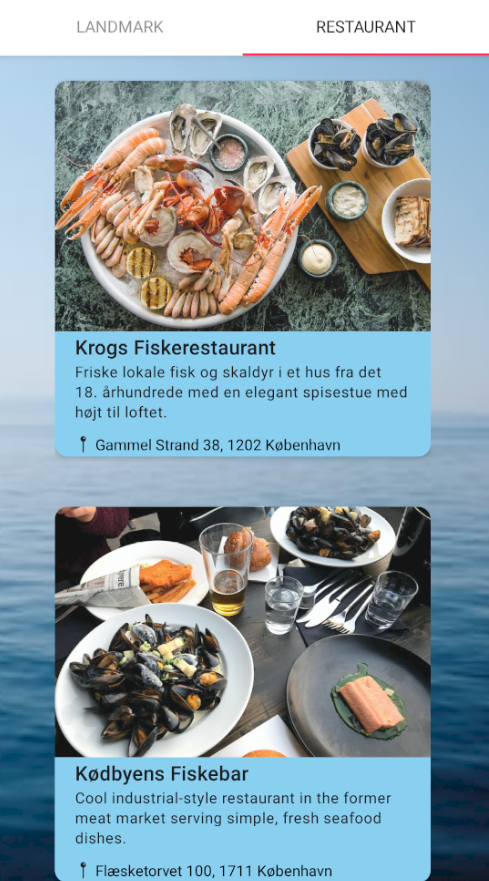 LANDMARK RESTAURANT
Krogs Fiskerestaurant
Friske lokale fisk og skaldyr i et hus fra det
18. århundrede med en elegant spisestue med
højt til loftet.
Gammel Strand 38, 1202 København
Kødbyens Fiskebar
Cool industrial-style restaurant in the former
meat market serving simple, fresh seafood
dishes.
Flæsketorvet 100, 1711 København